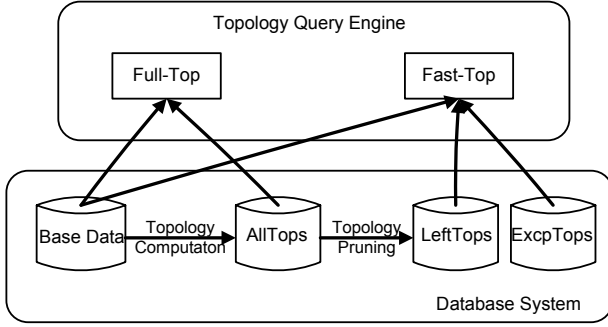 Topology Query Engine
Full-Top
Fast-Top
Base Data
Topology
Computaton
AllTops
Topology
Pruning
LeftTops
ExcpTops
Database System